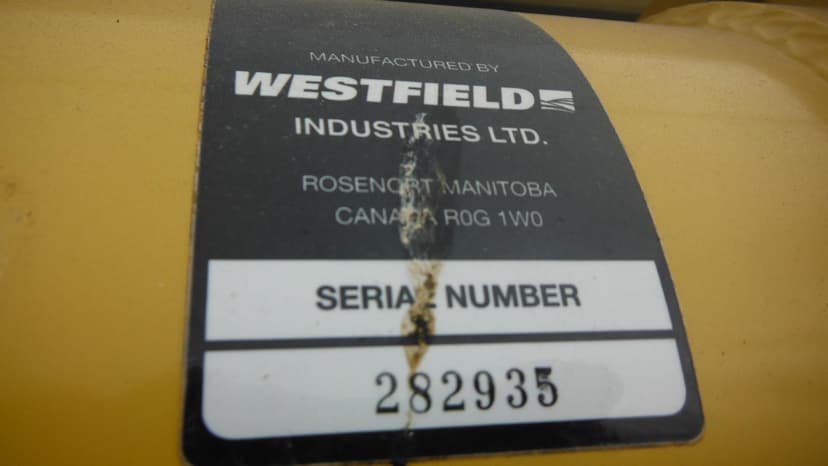 MANUFACTURED BY
WESTFIELD
INDUSTRIES LTD.
ROSENORT MANITOBA
CANADA R0G 1W0
SERIAL NUMBER
282935